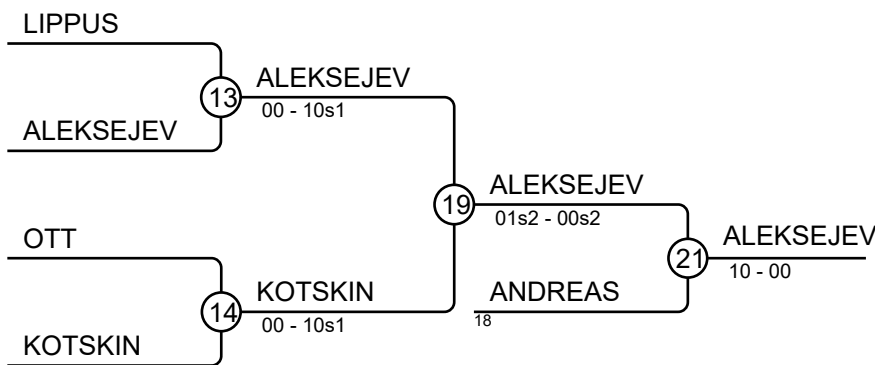 LIPPUS
ALEKSEJEV
13
00 - 10s1
ALEKSEJEV
ALEKSEJEV
19
01s2 - 00s2
OTT
ALEKSEJEV
21
10 - 00
KOTSKIN
ANDREAS
14
18
00 - 10s1
KOTSKIN